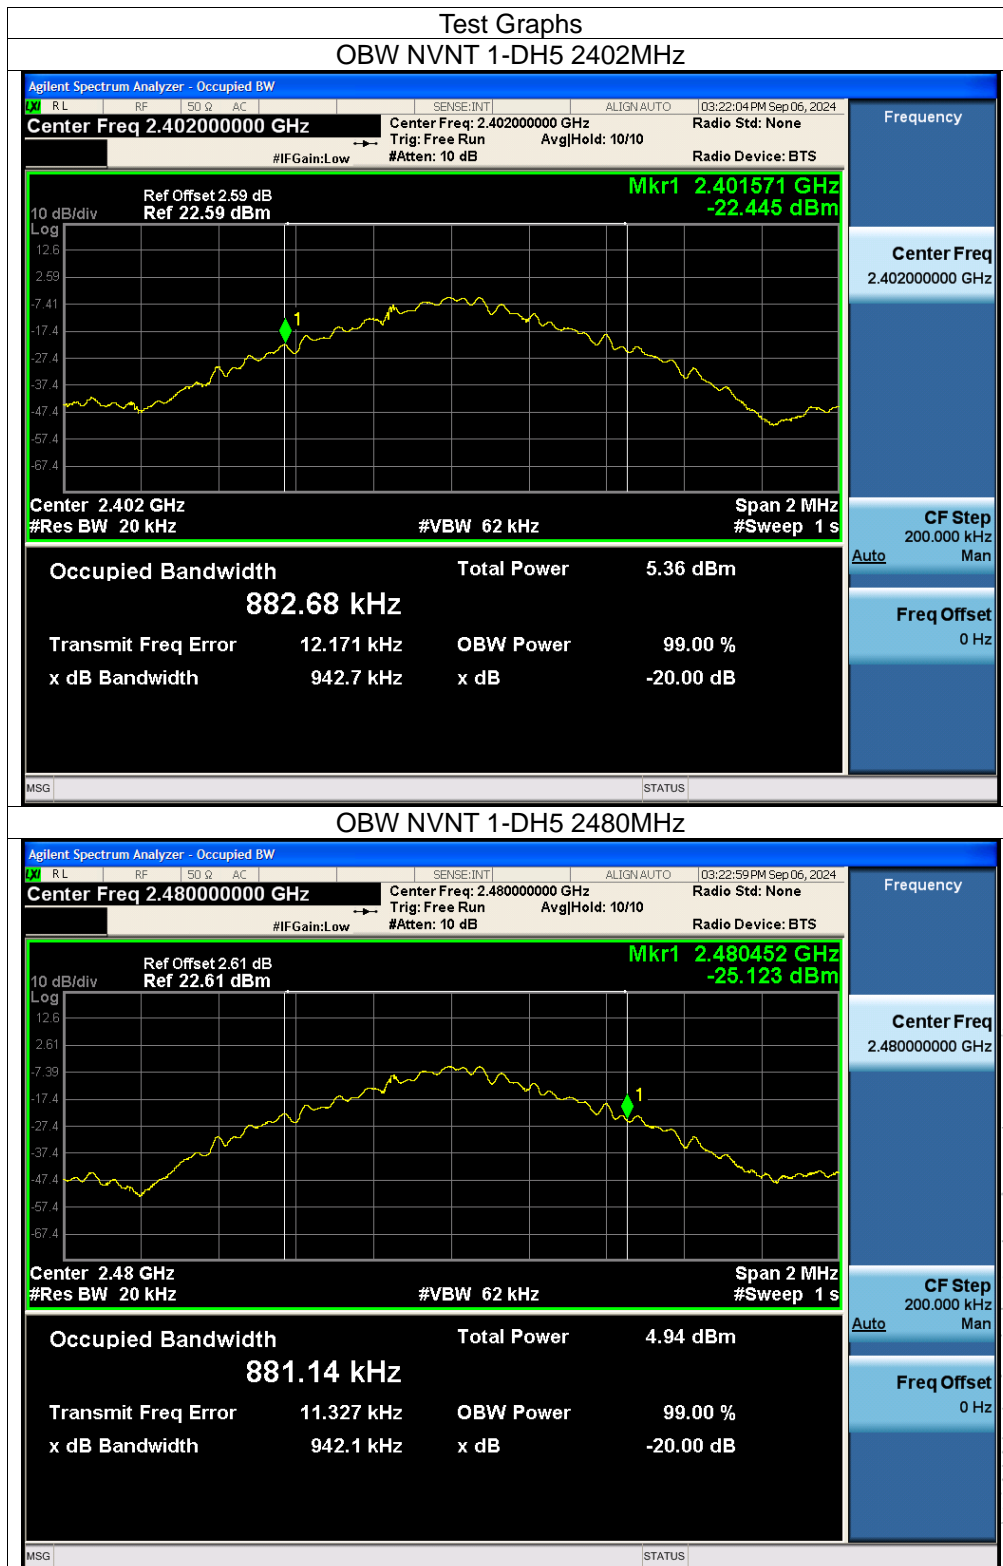 Test Graphs
OBW NVNT 1-DH5 2402MHz
Agilent Spectrum Analyzer - Occupied BW
LXI RL RF 50 Ω AC SENSE:INT ALIGN AUTO 03:22:04 PM Sep 06, 2024
Center Freq 2.402000000 GHz
Center Freq: 2.402000000 GHz Radio Std: None
Trig: Free Run Avg|Hold: 10/10
#IFGain:Low #Atten: 10 dB Radio Device: BTS
Frequency
Mkr1 2.401571 GHz
-22.445 dBm
Ref Offset 2.59 dB
10 dB/div Ref 22.59 dBm
Log
12.6
2.59
-7.41
-17.4
-27.4
-37.4
-47.4
-57.4
-67.4
1
Center 2.402 GHz Span 2 MHz
#Res BW 20 kHz #VBW 62 kHz #Sweep 1 s
Center Freq
2.402000000 GHz
CF Step
200.000 kHz
Auto Man
Freq Offset
0 Hz
Occupied Bandwidth Total Power 5.36 dBm
882.68 kHz
Transmit Freq Error 12.171 kHz OBW Power 99.00 %
x dB Bandwidth 942.7 kHz x dB -20.00 dB
MSG STATUS
OBW NVNT 1-DH5 2480MHz
Agilent Spectrum Analyzer - Occupied BW
LXI RL RF 50 Ω AC SENSE:INT ALIGN AUTO 03:22:59 PM Sep 06, 2024
Center Freq 2.480000000 GHz
Center Freq: 2.480000000 GHz Radio Std: None
Trig: Free Run Avg|Hold: 10/10
#IFGain:Low #Atten: 10 dB Radio Device: BTS
Frequency
Mkr1 2.480452 GHz
-25.123 dBm
Ref Offset 2.61 dB
10 dB/div Ref 22.61 dBm
Log
12.6
2.61
-7.39
-17.4
-27.4
-37.4
-47.4
-57.4
-67.4
1
Center 2.48 GHz Span 2 MHz
#Res BW 20 kHz #VBW 62 kHz #Sweep 1 s
Center Freq
2.480000000 GHz
CF Step
200.000 kHz
Auto Man
Freq Offset
0 Hz
Occupied Bandwidth Total Power 4.94 dBm
881.14 kHz
Transmit Freq Error 11.327 kHz OBW Power 99.00 %
x dB Bandwidth 942.1 kHz x dB -20.00 dB
MSG STATUS